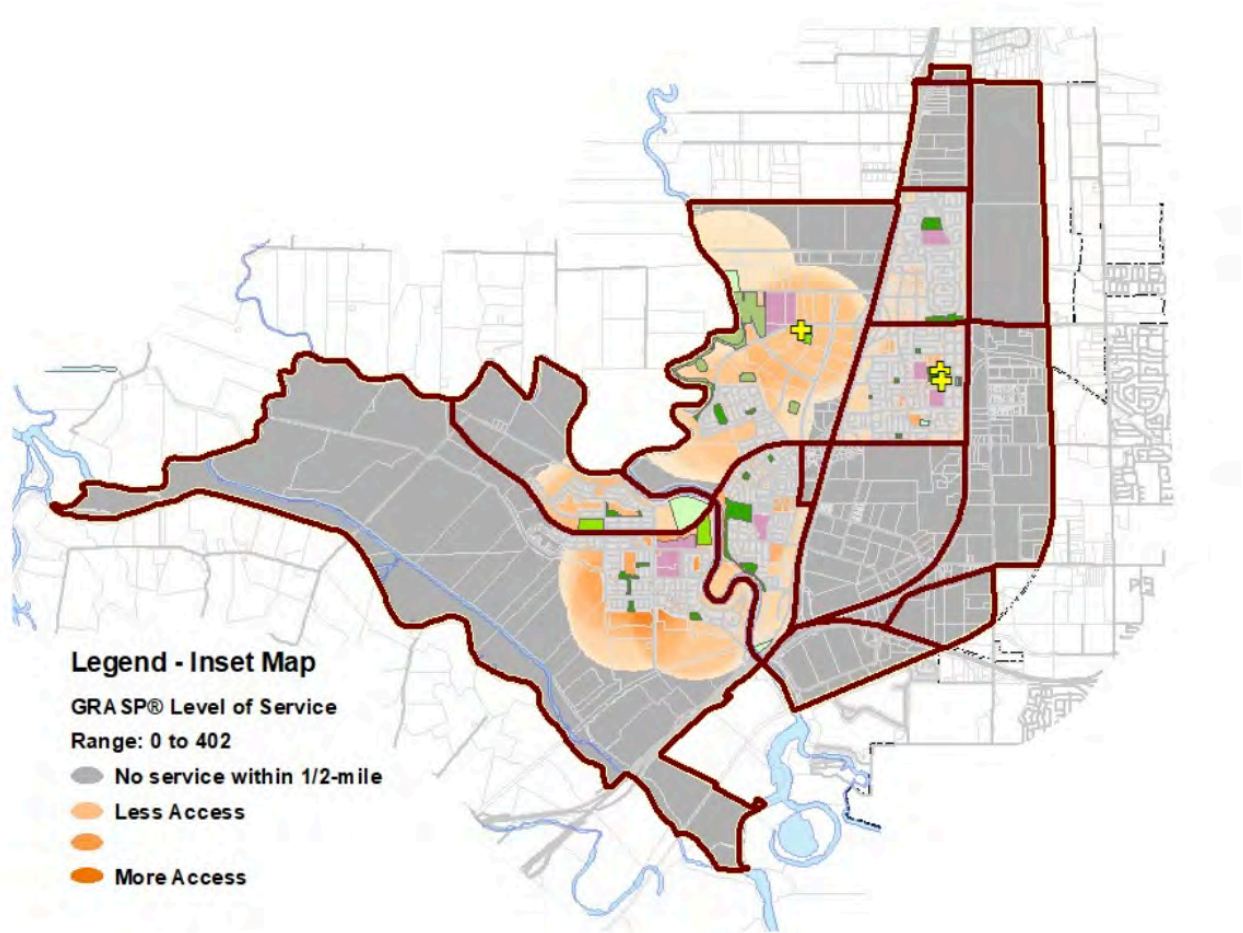 Legend - Inset Map
GRASP® Level of Service
Range: 0 to 402
No service within 1/2-mile
Less Access
More Access